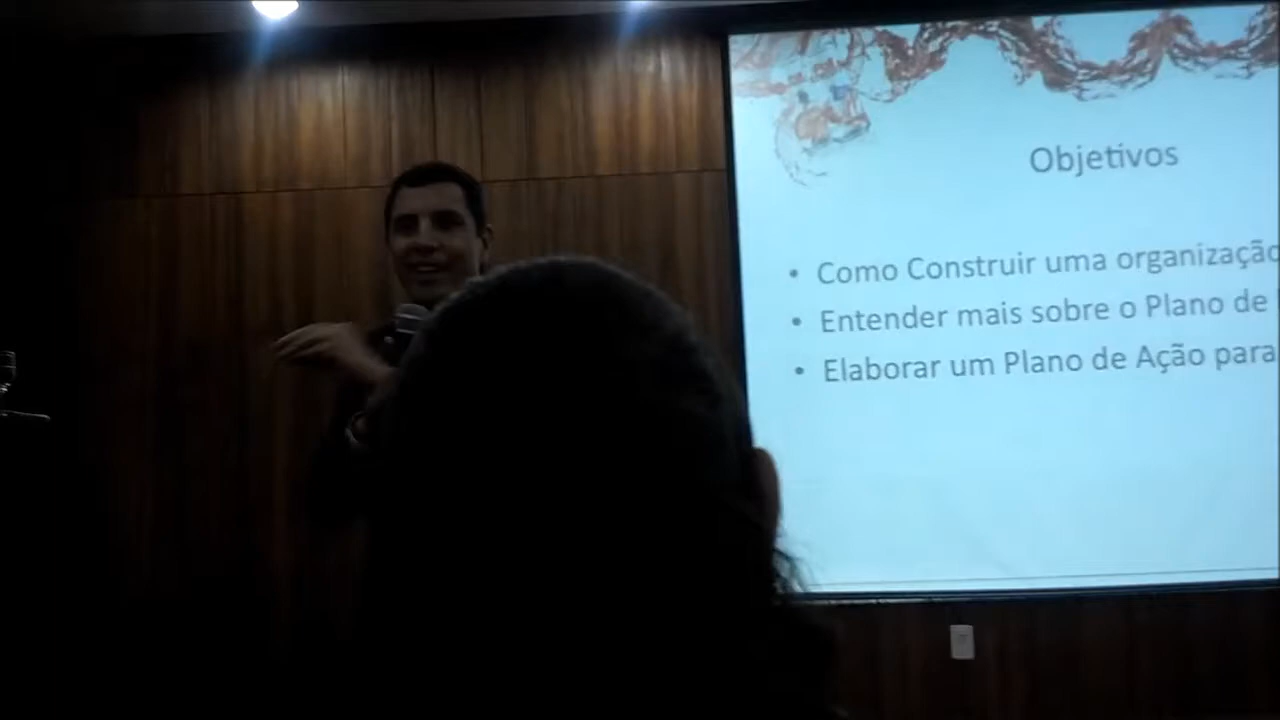 Objetivos
• Como Construir uma organização
• Entender mais sobre o Plano de
• Elaborar um Plano de Ação para